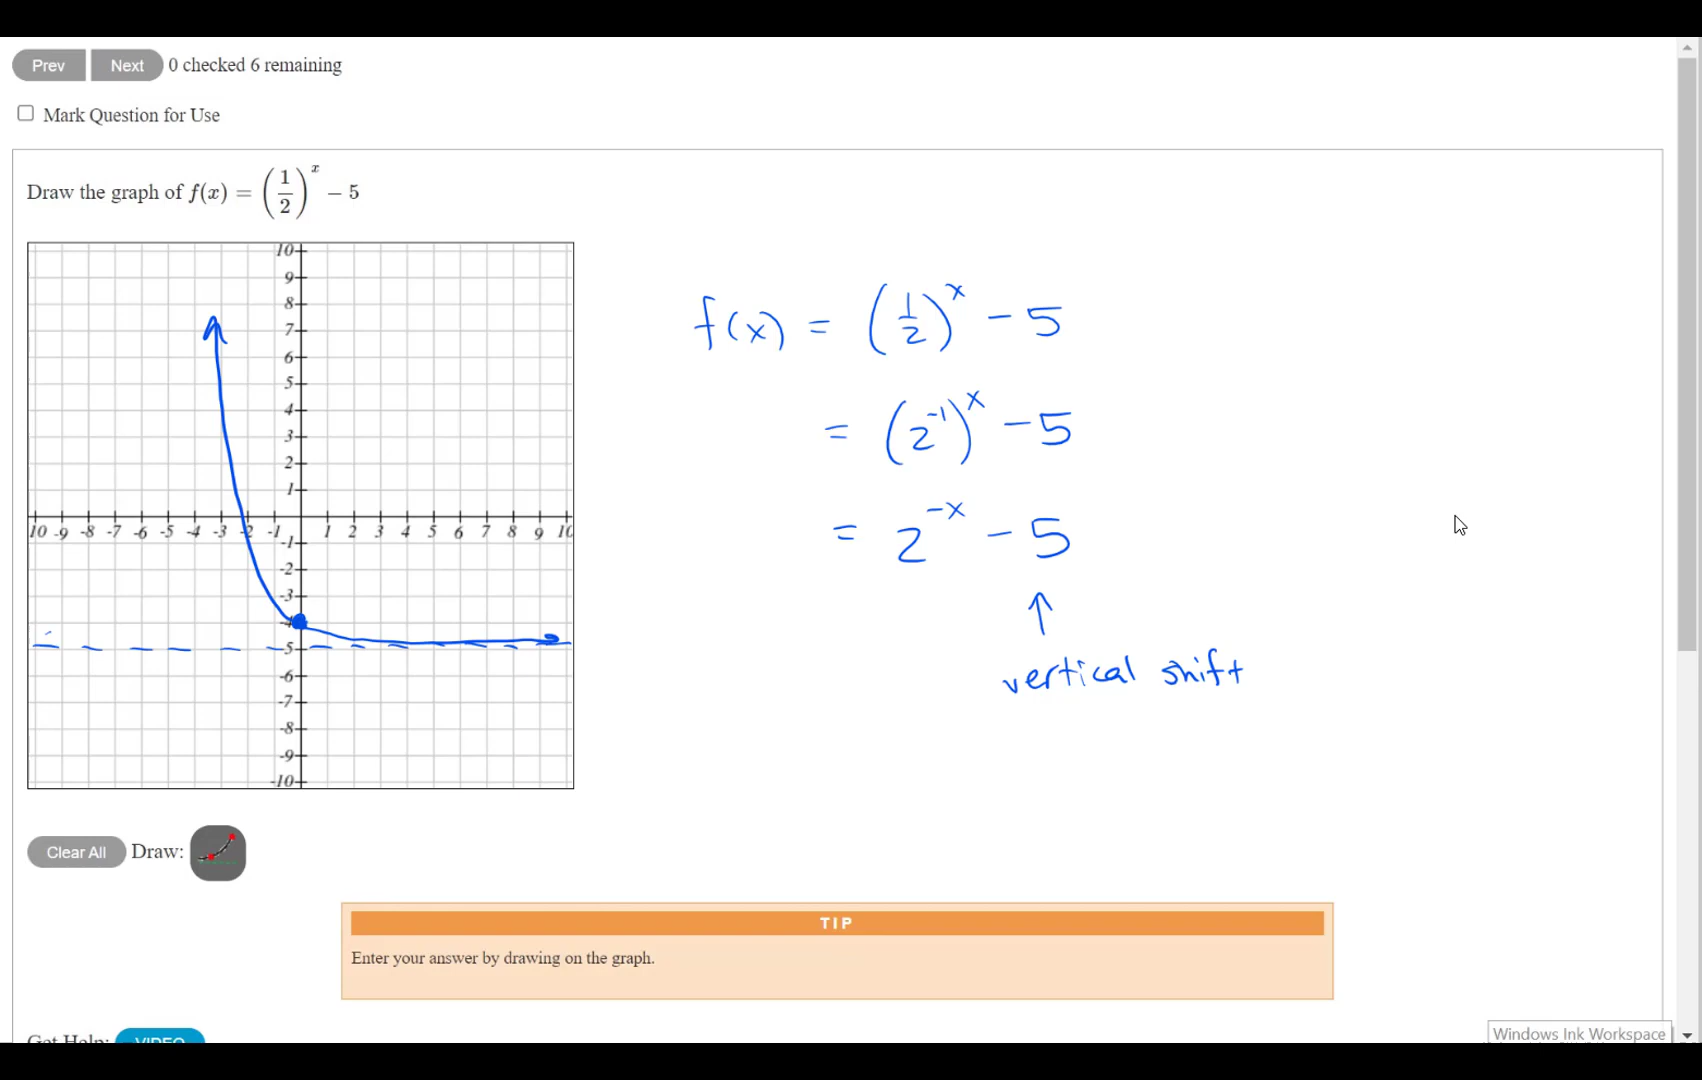 Prev Next 0 checked 6 remaining
Mark Question for Use
Draw the graph of f(x) = (1/2)^x − 5
10
9
8
7
6
5
4
3
2
1
10 -9 -8 -7 -6 -5 -4 -3 -2 -1 1 2 3 4 5 6 7 8 9 10
-1
-2
-3
-4
-5
-6
-7
-8
-9
-10
f(x) = (1/2)^x − 5
= (2^-1)^x − 5
= 2^-x − 5
↑
vertical shift
Clear All Draw:
TIP
Enter your answer by drawing on the graph.
Get Help: VIDEO
Windows Ink Workspace